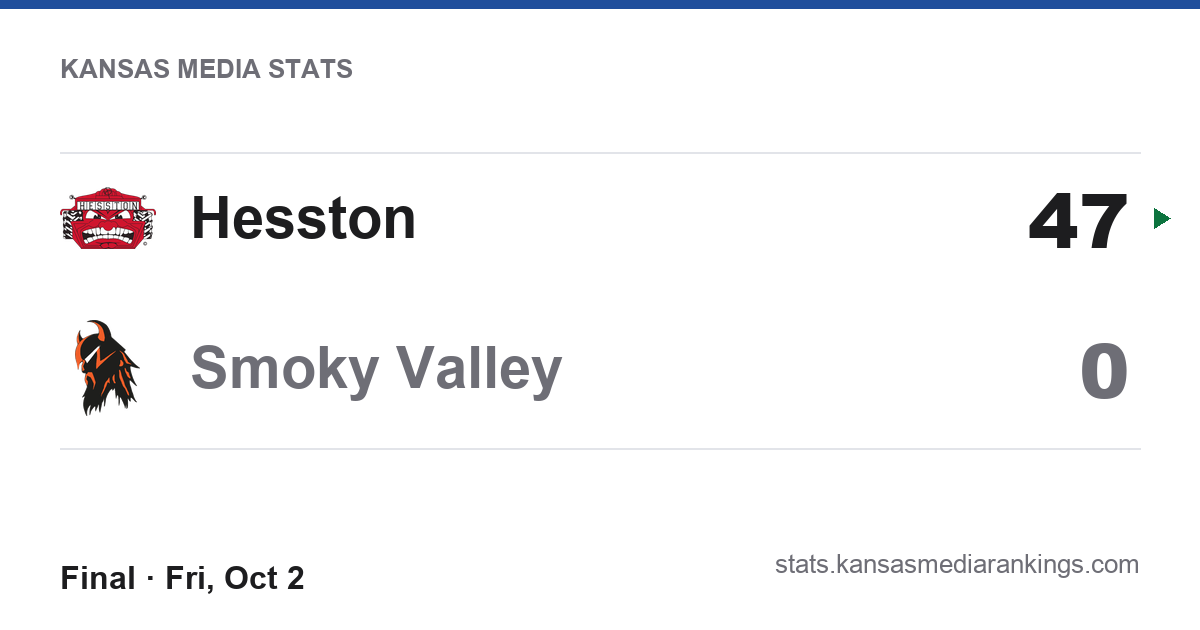 KANSAS MEDIA STATS
HESSTON
Hesston
47
Smoky Valley
0
Final · Fri, Oct 2
stats.kansasmediarankings.com